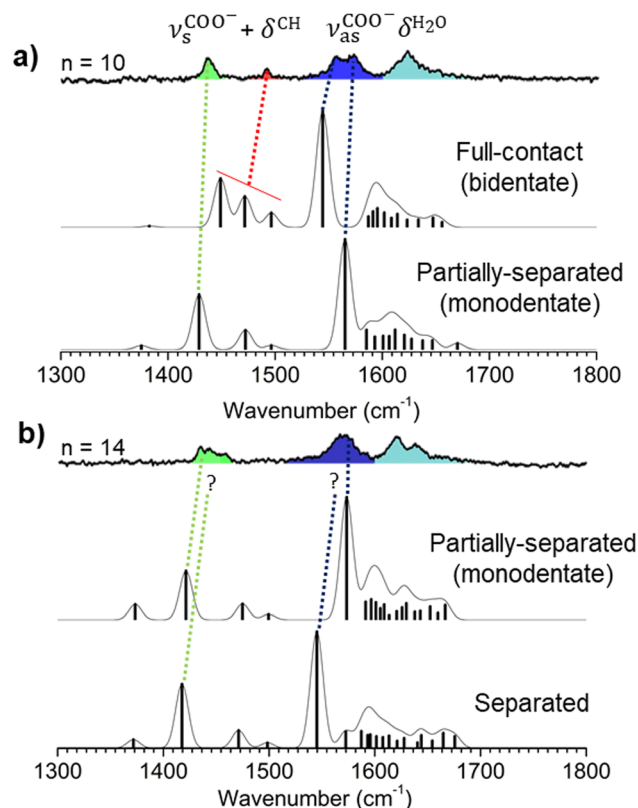 ν_s^COO⁻ + δ^CH ν_as^COO⁻ δ^H₂O
a)
n = 10
Full-contact
(bidentate)
Partially-separated
(monodentate)
1300 1400 1500 1600 1700 1800
Wavenumber (cm⁻¹)
b)
n = 14
? ?
Partially-separated
(monodentate)
Separated
1300 1400 1500 1600 1700 1800
Wavenumber (cm⁻¹)